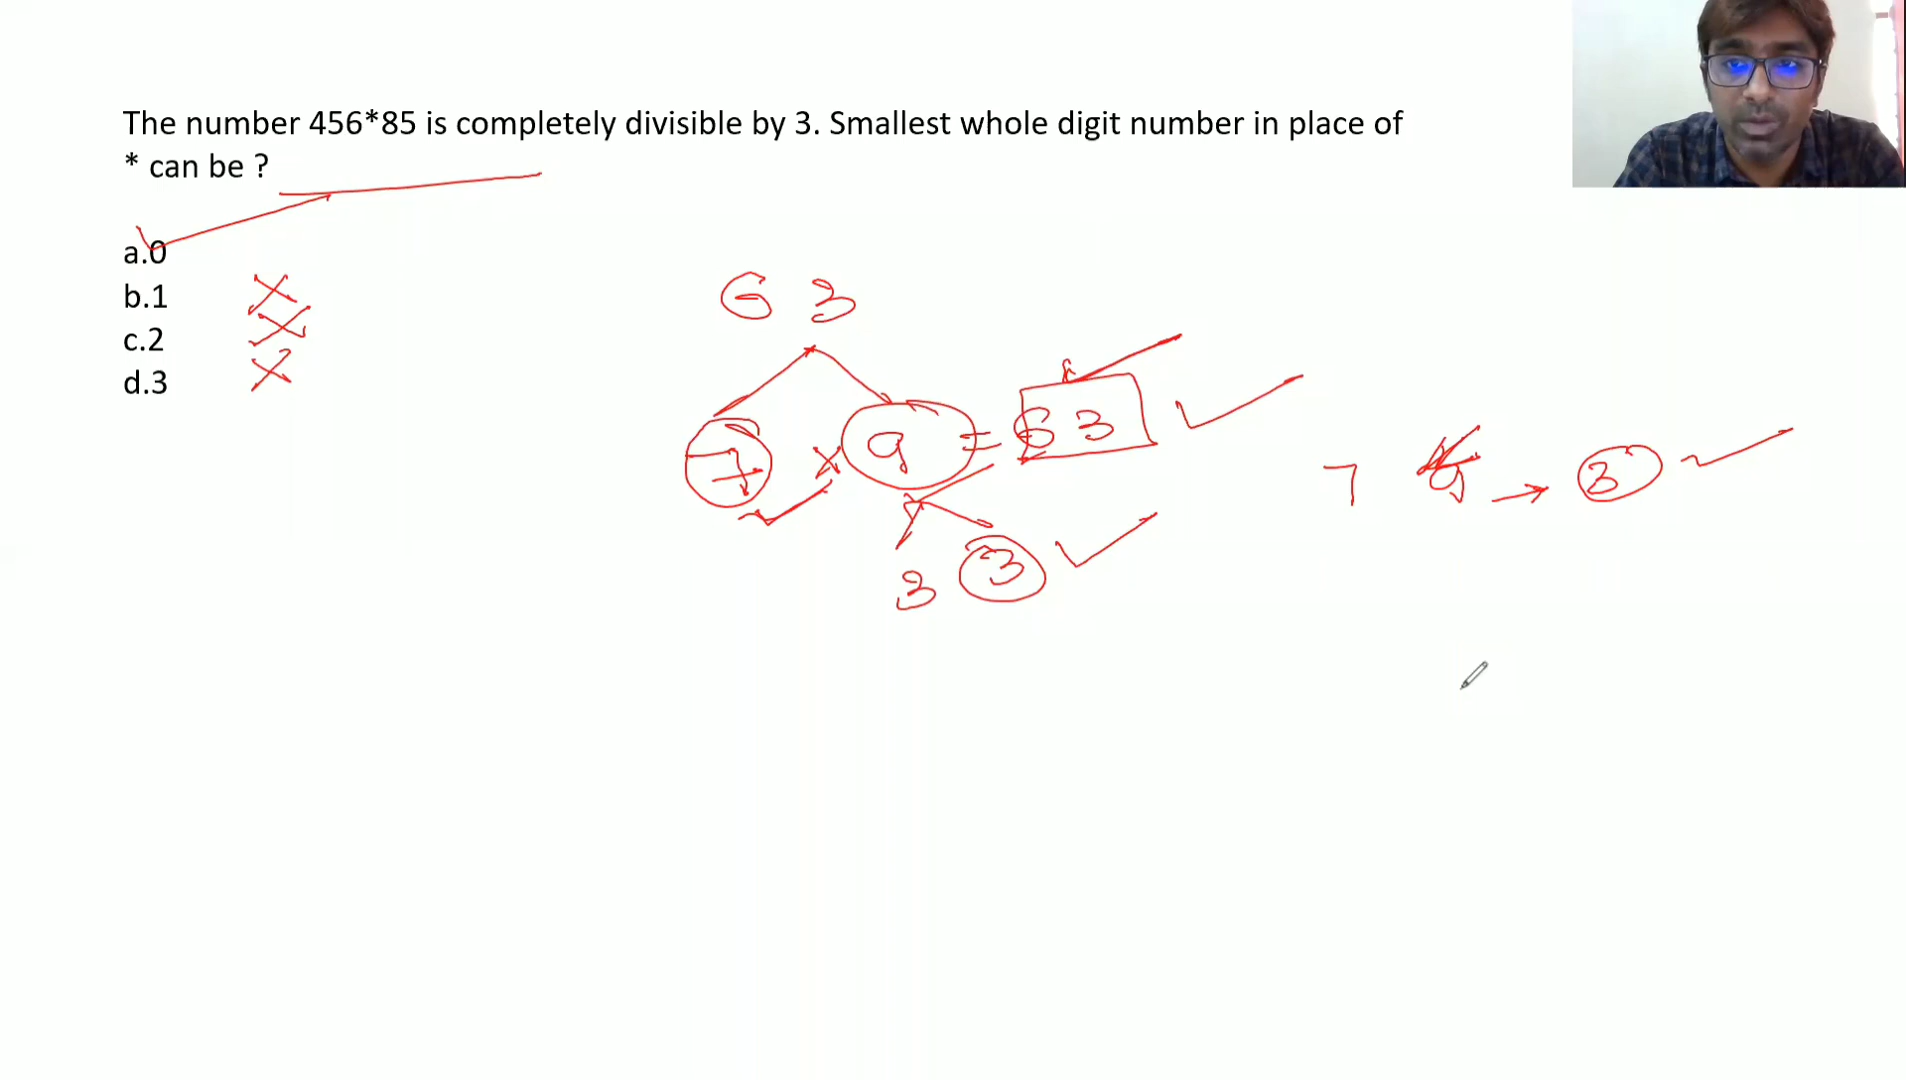 The number 456*85 is completely divisible by 3. Smallest whole digit number in place of
* can be ?
a.0
b.1
c.2
d.3
6 3
7 x 9 = 63
3 3
7 9 → 3